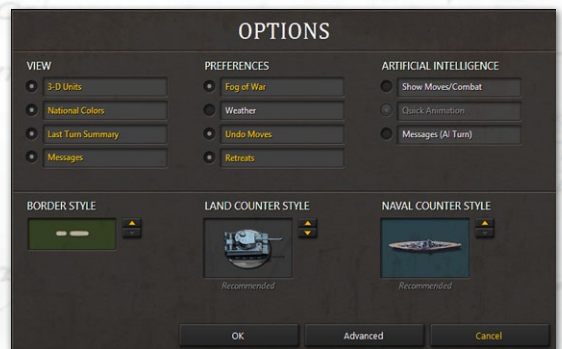 OPTIONS
VIEW
3-D Units
National Colors
Last Turn Summary
Messages
PREFERENCES
Fog of War
Weather
Undo Moves
Retreats
ARTIFICIAL INTELLIGENCE
Show Moves/Combat
Quick Animation
Messages (AI Turn)
BORDER STYLE
LAND COUNTER STYLE
Recommended
NAVAL COUNTER STYLE
Recommended
OK
Advanced
Cancel